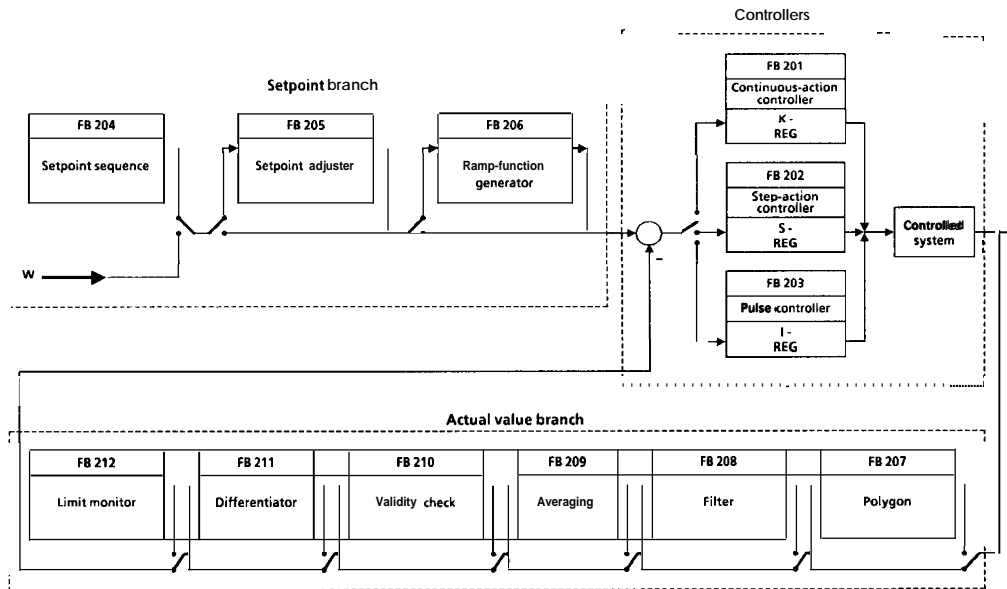 Controllers
Setpoint branch
FB 201
Continuous-action
controller
K -
REG
FB 204
Setpoint sequence
FB 205
Setpoint adjuster
FB 206
Ramp-function
generator
FB 202
Step-action
controller
S -
REG
Controlled
system
W
–
FB 203
Pulse controller
I -
REG
Actual value branch
FB 212
Limit monitor
FB 211
Differentiator
FB 210
Validity check
FB 209
Averaging
FB 208
Filter
FB 207
Polygon